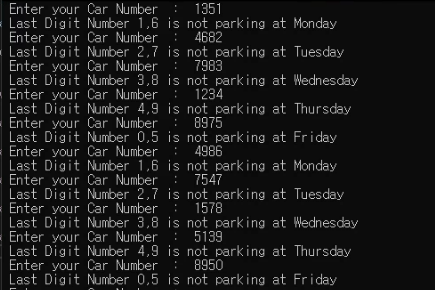 Enter your Car Number : 1351
Last Digit Number 1,6 is not parking at Monday
Enter your Car Number : 4682
Last Digit Number 2,7 is not parking at Tuesday
Enter your Car Number : 7983
Last Digit Number 3,8 is not parking at Wednesday
Enter your Car Number : 1234
Last Digit Number 4,9 is not parking at Thursday
Enter your Car Number : 8975
Last Digit Number 0,5 is not parking at Friday
Enter your Car Number : 4986
Last Digit Number 1,6 is not parking at Monday
Enter your Car Number : 7547
Last Digit Number 2,7 is not parking at Tuesday
Enter your Car Number : 1578
Last Digit Number 3,8 is not parking at Wednesday
Enter your Car Number : 5139
Last Digit Number 4,9 is not parking at Thursday
Enter your Car Number : 8950
Last Digit Number 0,5 is not parking at Friday